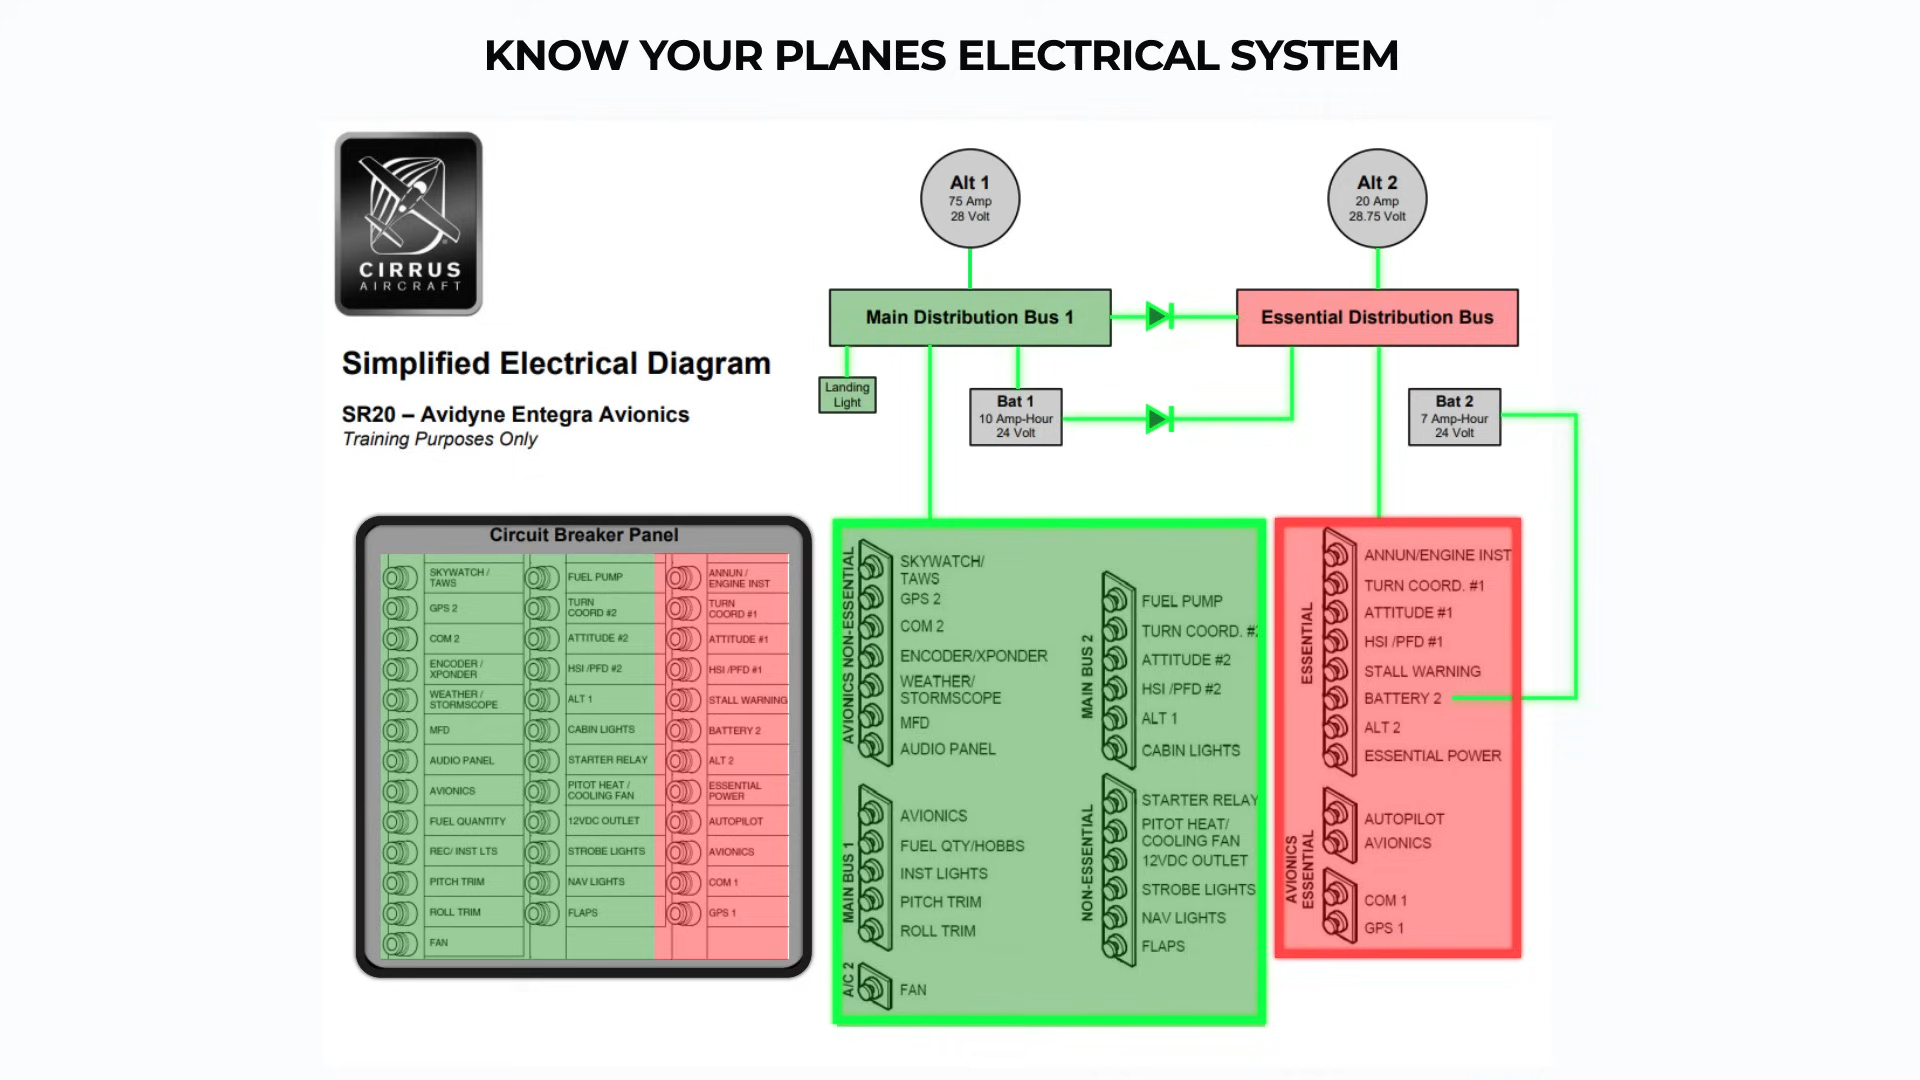 KNOW YOUR PLANES ELECTRICAL SYSTEM
CIRRUS
AIRCRAFT
Simplified Electrical Diagram
SR20 – Avidyne Entegra Avionics
Training Purposes Only
Alt 1
75 Amp
28 Volt
Alt 2
20 Amp
28.75 Volt
Main Distribution Bus 1
Essential Distribution Bus
Landing
Light
Bat 1
10 Amp-Hour
24 Volt
Bat 2
7 Amp-Hour
24 Volt
Circuit Breaker Panel
SKYWATCH /
TAWS
GPS 2
COM 2
ENCODER /
XPONDER
WEATHER /
STORMSCOPE
MFD
AUDIO PANEL
AVIONICS
FUEL QUANTITY
REC/ INST LTS
PITCH TRIM
ROLL TRIM
FAN
FUEL PUMP
TURN
COORD #2
ATTITUDE #2
HSI /PFD #2
ALT 1
CABIN LIGHTS
STARTER RELAY
PITOT HEAT /
COOLING FAN
12VDC OUTLET
STROBE LIGHTS
NAV LIGHTS
FLAPS
ANNUN /
ENGINE INST
TURN
COORD #1
ATTITUDE #1
HSI /PFD #1
STALL WARNING
BATTERY 2
ALT 2
ESSENTIAL
POWER
AUTOPILOT
AVIONICS
COM 1
GPS 1
AVIONICS NON-ESSENTIAL
SKYWATCH/
TAWS
GPS 2
COM 2
ENCODER/XPONDER
WEATHER/
STORMSCOPE
MFD
AUDIO PANEL
MAIN BUS 1
AVIONICS
FUEL QTY/HOBBS
INST LIGHTS
PITCH TRIM
ROLL TRIM
A/C 2
FAN
MAIN BUS 2
FUEL PUMP
TURN COORD. #2
ATTITUDE #2
HSI /PFD #2
ALT 1
CABIN LIGHTS
NON-ESSENTIAL
STARTER RELAY
PITOT HEAT/
COOLING FAN
12VDC OUTLET
STROBE LIGHTS
NAV LIGHTS
FLAPS
ESSENTIAL
ANNUN/ENGINE INST
TURN COORD. #1
ATTITUDE #1
HSI /PFD #1
STALL WARNING
BATTERY 2
ALT 2
ESSENTIAL POWER
AVIONICS
ESSENTIAL
AUTOPILOT
AVIONICS
COM 1
GPS 1